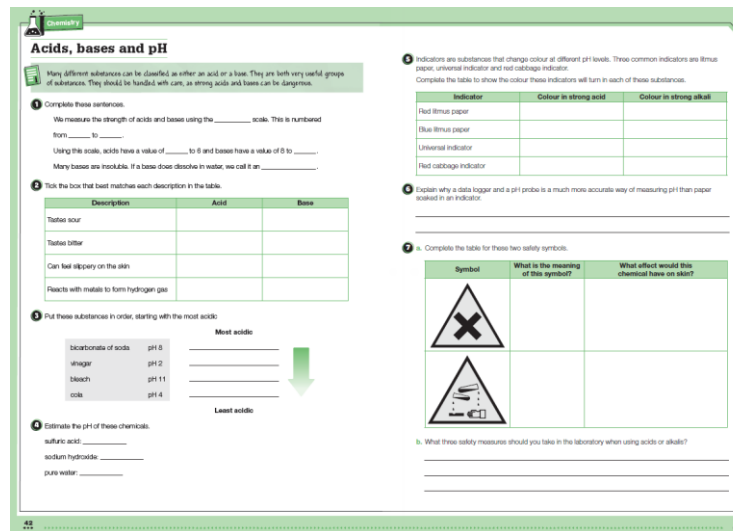 Chemistry
Acids, bases and pH
Many different substances can be classified as either an acid or a base. They are both very useful groups
of substances. They should be handled with care, as strong acids and bases can be dangerous.
1 Complete these sentences.
We measure the strength of acids and bases using the __________ scale. This is numbered
from ______ to ______ .
Using this scale, acids have a value of ______ to 6 and bases have a value of 8 to ______ .
Many bases are insoluble. If a base does dissolve in water, we call it an _______________ .
2 Tick the box that best matches each description in the table.
Description Acid Base
Tastes sour
Tastes bitter
Can feel slippery on the skin
Reacts with metals to form hydrogen gas
3 Put these substances in order, starting with the most acidic
Most acidic
bicarbonate of soda pH 8
vinegar pH 2
bleach pH 11
cola pH 4
Least acidic
4 Estimate the pH of these chemicals.
sulfuric acid: ____________
sodium hydroxide: ____________
pure water: ____________
42
5 Indicators are substances that change colour at different pH levels. Three common indicators are litmus
paper, universal indicator and red cabbage indicator.
Complete the table to show the colour these indicators will turn in each of these substances.
Indicator Colour in strong acid Colour in strong alkali
Red litmus paper
Blue litmus paper
Universal indicator
Red cabbage indicator
6 Explain why a data logger and a pH probe is a much more accurate way of measuring pH than paper
soaked in an indicator.
7 a. Complete the table for these two safety symbols.
Symbol What is the meaning of this symbol? What effect would this chemical have on skin?
b. What three safety measures should you take in the laboratory when using acids or alkalis?